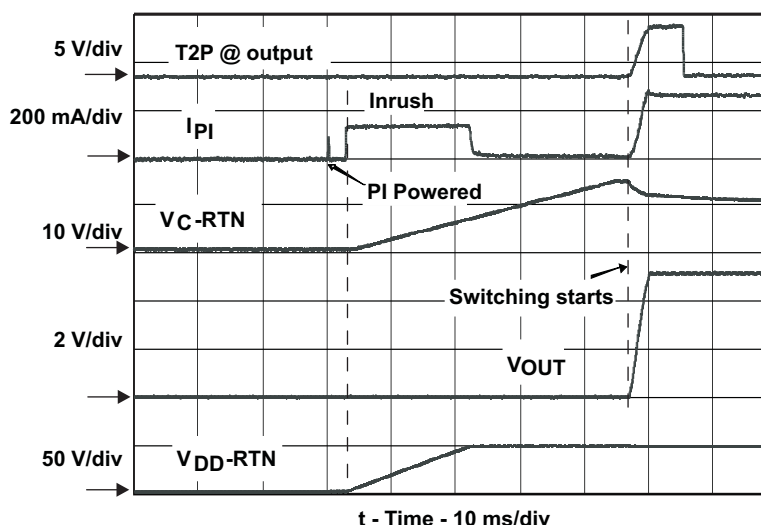 5 V/div
T2P @ output
200 mA/div
IPI
Inrush
PI Powered
VC-RTN
10 V/div
Switching starts
2 V/div
VOUT
50 V/div
VDD-RTN
t - Time - 10 ms/div